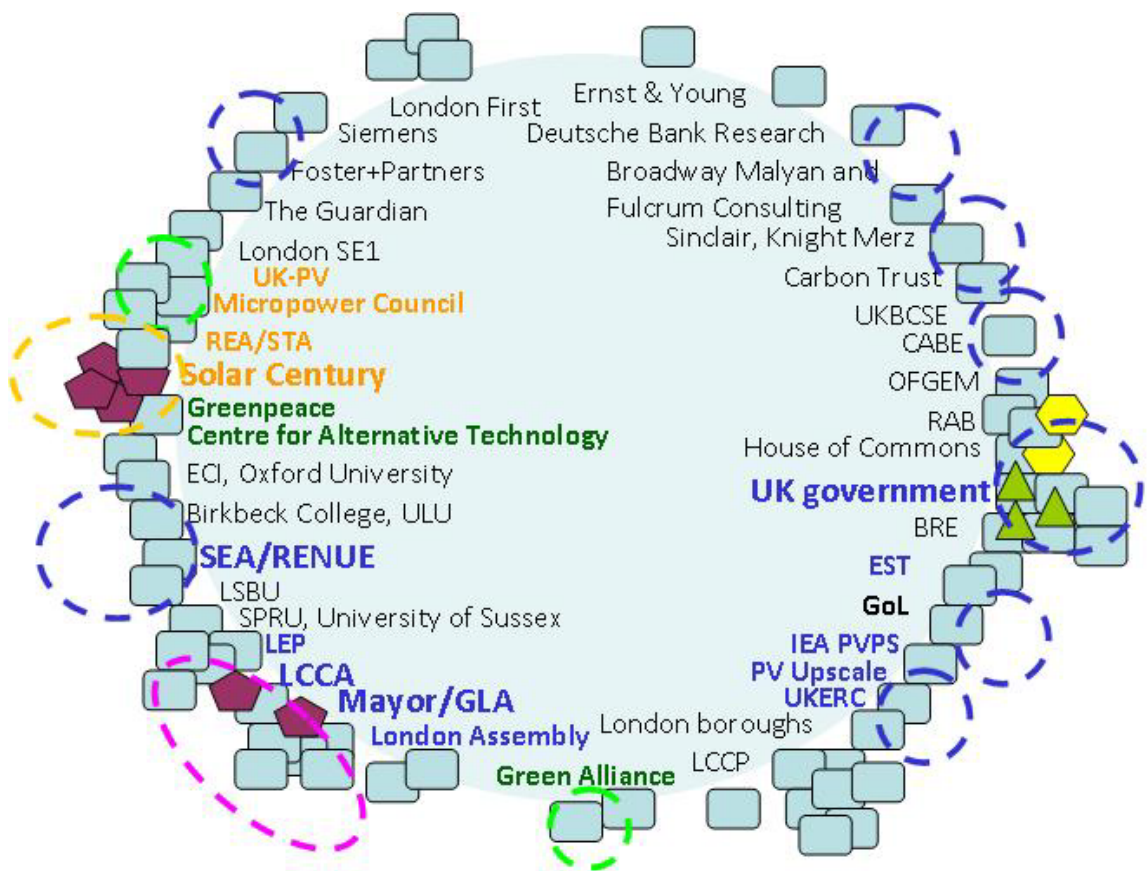 London First
Siemens
Foster+Partners
The Guardian
London SE1
UK-PV
Micropower Council
REA/STA
Solar Century
Greenpeace
Centre for Alternative Technology
ECI, Oxford University
Birkbeck College, ULU
SEA/RENUE
LSBU
SPRU, University of Sussex
LEP
LCCA
Mayor/GLA
London Assembly
Green Alliance
Ernst & Young
Deutsche Bank Research
Broadway Malyan and
Fulcrum Consulting
Sinclair, Knight Merz
Carbon Trust
UKBCSE
CABE
OFGEM
RAB
House of Commons
UK government
BRE
EST
GoL
IEA PVPS
PV Upscale
UKERC
London boroughs
LCCP